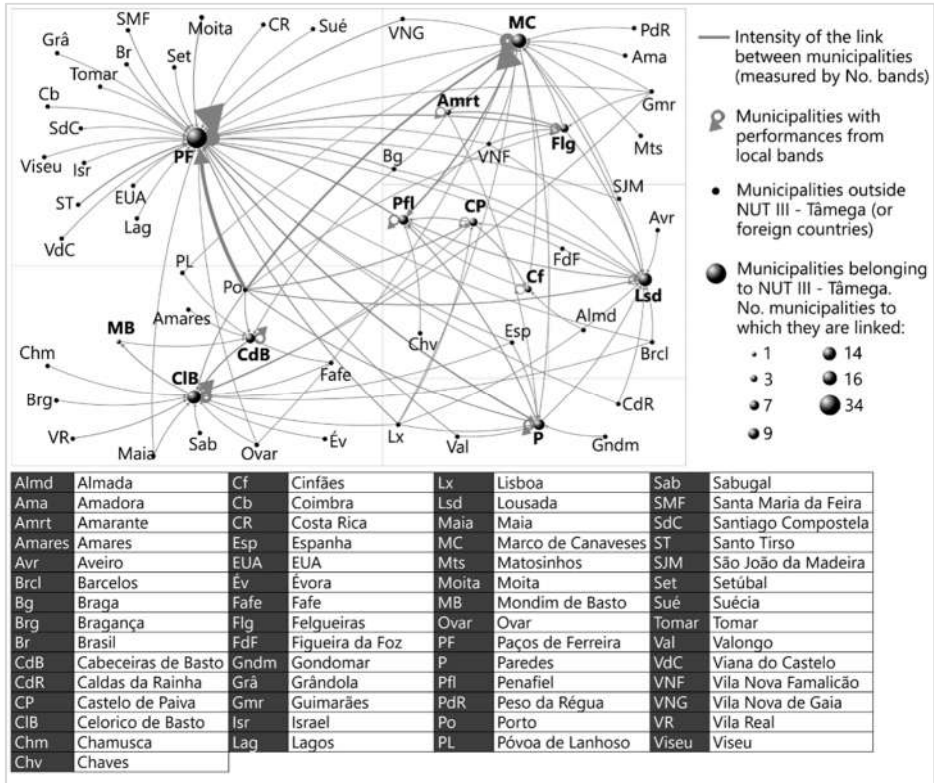 SMF
Moita
CR
Sué
VNG
MC
PdR
Grâ
Br
Set
Ama
Tomar
Cb
Amrt
Gmr
SdC
Flg
Mts
PF
VNF
Viseu
Isr
Bg
EUA
SJM
ST
Lag
Pfl
CP
Avr
VdC
PL
FdF
Po
Cf
Lsd
Amares
Almd
MB
CdB
Chv
Esp
Brcl
Chm
ClB
Fafe
Brg
CdR
VR
Sab
Év
Lx
P
Maia
Ovar
Val
Gndm
Intensity of the link
between municipalities
(measured by No. bands)
Municipalities with
performances from
local bands
Municipalities outside
NUT III - Tâmega (or
foreign countries)
Municipalities belonging
to NUT III - Tâmega.
No. municipalities to
which they are linked:
1 14
3 16
7 34
9
Almd Almada Cf Cinfães Lx Lisboa Sab Sabugal
Ama Amadora Cb Coimbra Lsd Lousada SMF Santa Maria da Feira
Amrt Amarante CR Costa Rica Maia Maia SdC Santiago Compostela
Amares Amares Esp Espanha MC Marco de Canaveses ST Santo Tirso
Avr Aveiro EUA EUA Mts Matosinhos SJM São João da Madeira
Brcl Barcelos Év Évora Moita Moita Set Setúbal
Bg Braga Fafe Fafe MB Mondim de Basto Sué Suécia
Brg Bragança Flg Felgueiras Ovar Ovar Tomar Tomar
Br Brasil FdF Figueira da Foz PF Paços de Ferreira Val Valongo
CdB Cabeceiras de Basto Gndm Gondomar P Paredes VdC Viana do Castelo
CdR Caldas da Rainha Grâ Grândola Pfl Penafiel VNF Vila Nova Famalicão
CP Castelo de Paiva Gmr Guimarães PdR Peso da Régua VNG Vila Nova de Gaia
ClB Celorico de Basto Isr Israel Po Porto VR Vila Real
Chm Chamusca Lag Lagos PL Póvoa de Lanhoso Viseu Viseu
Chv Chaves